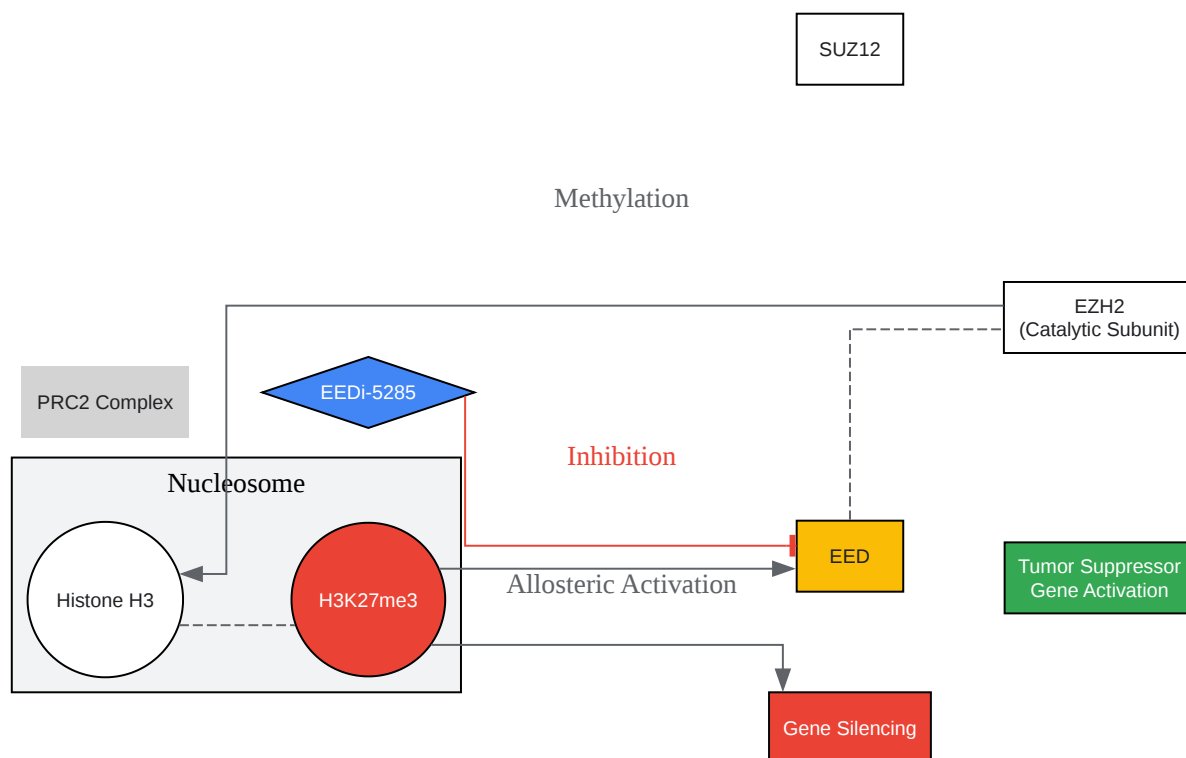 SUZ12
Methylation
EZH2
(Catalytic Subunit)
EEDi-5285
PRC2 Complex
Inhibition
Nucleosome
EED
Tumor Suppressor
Gene Activation
Allosteric Activation
Histone H3
H3K27me3
Gene Silencing